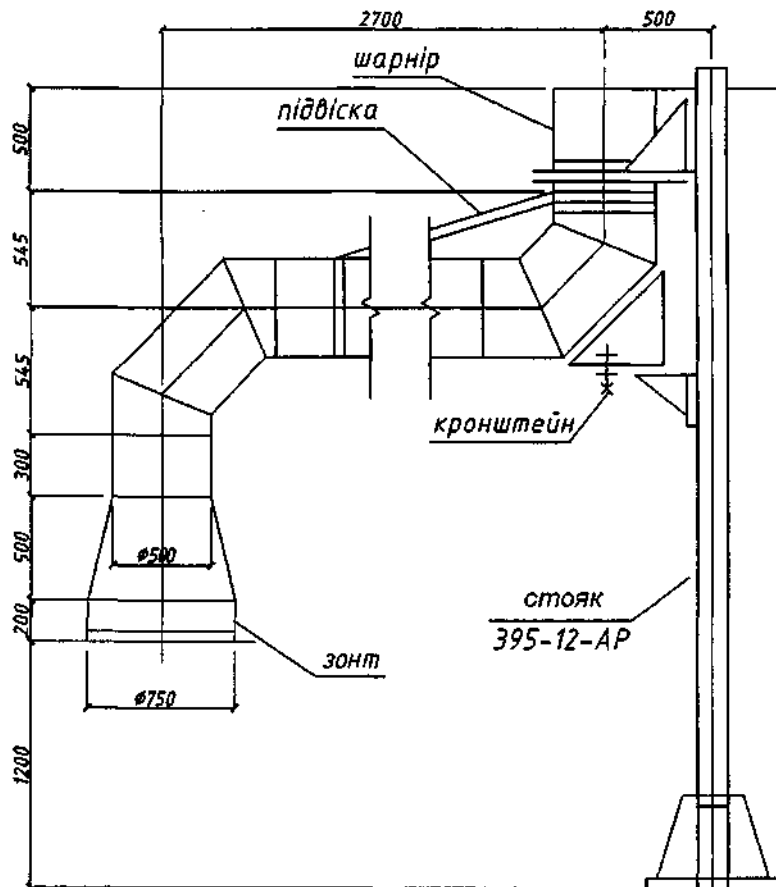 2700
500
шарнір
підвіска
500
545
545
кронштейн
300
500
ø500
стояк
395-12-АР
200
зонт
ø750
1200